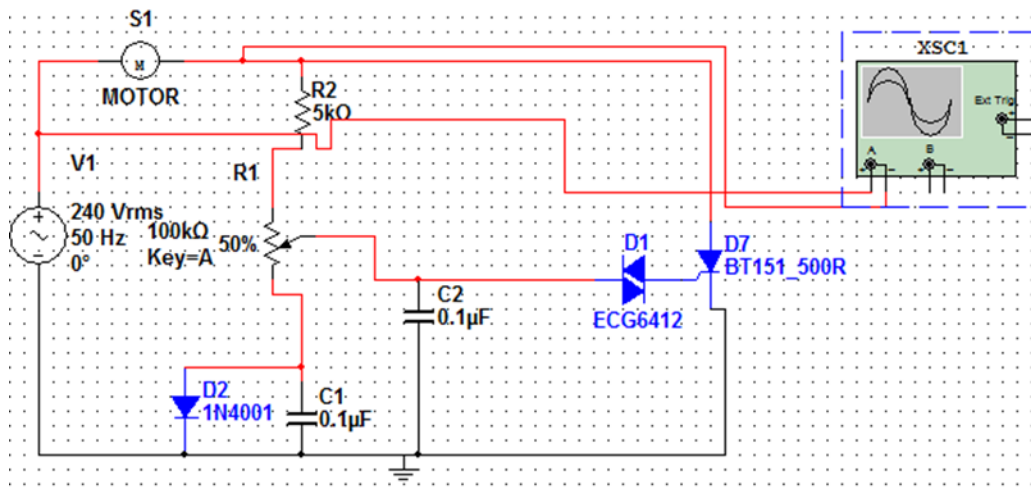 S1
M
MOTOR
R2
5kΩ
XSC1
Ext Trig
+
-
A
B
+
-
+
-
V1
+
-
240 Vrms
50 Hz
0°
R1
100kΩ
Key=A
50%
D1
ECG6412
D7
BT151_500R
C2
0.1µF
D2
1N4001
C1
0.1µF